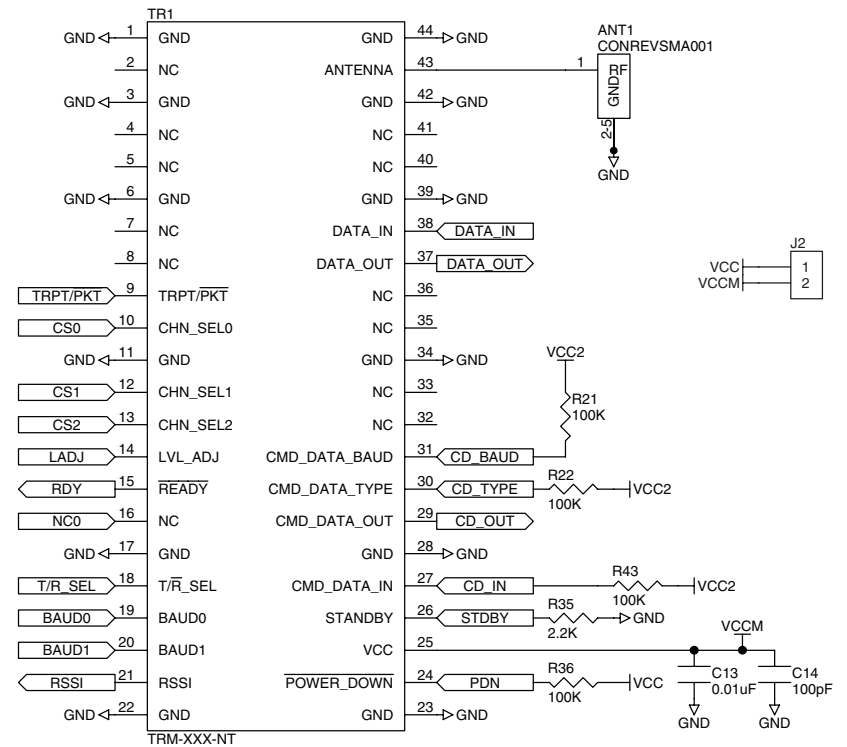 TR1
GND 1 GND GND 44 GND
2 NC ANTENNA 43
GND 3 GND GND 42 GND
4 NC NC 41
5 NC NC 40
GND 6 GND GND 39 GND
7 NC DATA_IN 38 DATA_IN
8 NC DATA_OUT 37 DATA_OUT
TRPT/PKT 9 TRPT/PKT NC 36
CS0 10 CHN_SEL0 NC 35
GND 11 GND GND 34 GND
CS1 12 CHN_SEL1 NC 33
CS2 13 CHN_SEL2 NC 32
LADJ 14 LVL_ADJ CMD_DATA_BAUD 31 CD_BAUD
RDY 15 READY CMD_DATA_TYPE 30 CD_TYPE
NC0 16 NC CMD_DATA_OUT 29 CD_OUT
GND 17 GND GND 28 GND
T/R_SEL 18 T/R_SEL CMD_DATA_IN 27 CD_IN
BAUD0 19 BAUD0 STANDBY 26 STDBY
BAUD1 20 BAUD1 VCC 25
RSSI 21 RSSI POWER_DOWN 24 PDN
GND 22 GND GND 23 GND
TRM-XXX-NT
ANT1
CONREVSMA001
1 RF
GND
2-5
GND
J2
VCC 1
VCCM 2
VCC2
R21
100K
R22
100K
VCC2
R43
100K
VCC2
R35
2.2K
GND
R36
100K
VCC
VCCM
C13
0.01uF
GND
C14
100pF
GND